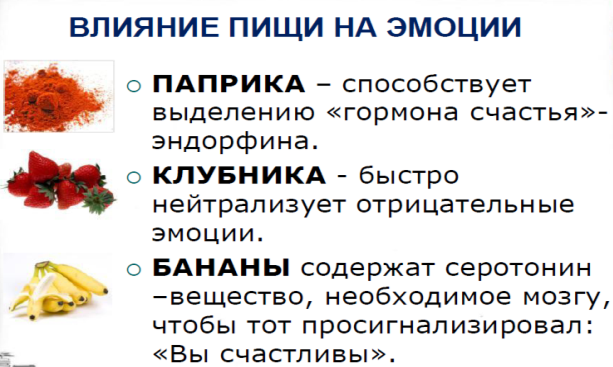 ВЛИЯНИЕ ПИЩИ НА ЭМОЦИИ
ПАПРИКА – способствует
выделению «гормона счастья»-
эндорфина.
КЛУБНИКА - быстро
нейтрализует отрицательные
эмоции.
БАНАНЫ содержат серотонин
–вещество, необходимое мозгу,
чтобы тот просигнализировал:
«Вы счастливы».